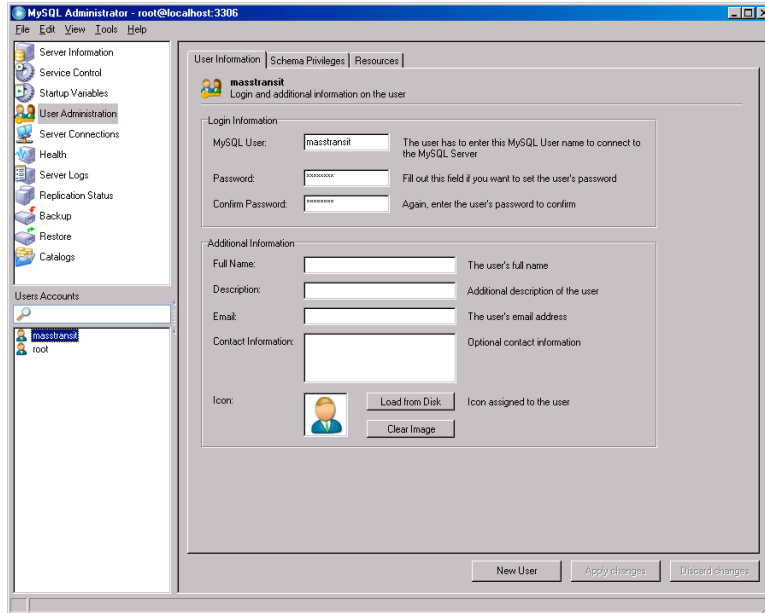 MySQL Administrator - root@localhost:3306
File Edit View Tools Help
Server Information
Service Control
Startup Variables
User Administration
Server Connections
Health
Server Logs
Replication Status
Backup
Restore
Catalogs
Users Accounts
masstransit
root
User Information Schema Privileges Resources
masstransit
Login and additional information on the user
Login Information
MySQL User: masstransit The user has to enter this MySQL User name to connect to
the MySQL Server
Password: ******** Fill out this field if you want to set the user's password
Confirm Password: ******** Again, enter the user's password to confirm
Additional Information
Full Name: The user's full name
Description: Additional description of the user
Email: The user's email address
Contact Information: Optional contact information
Icon: Load from Disk Icon assigned to the user
Clear Image
New User Apply changes Discard changes